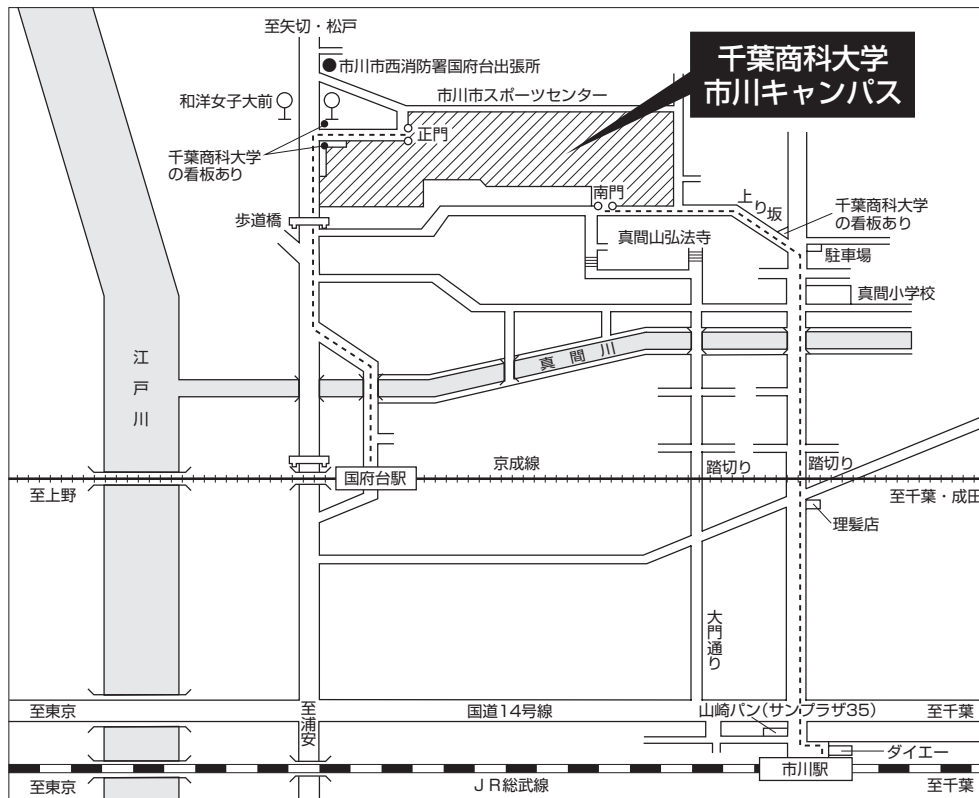 至矢切・松戸
市川市西消防署国府台出張所
千葉商科大学
市川キャンパス
市川市スポーツセンター
和洋女子大前
正門
千葉商科大学
の看板あり
南門
上り坂
千葉商科大学
の看板あり
歩道橋
真間山弘法寺
駐車場
真間小学校
江戸川
真間川
京成線
踏切り
踏切り
国府台駅
至上野
至千葉・成田
理髪店
大門通り
至浦安
至東京
国道14号線
山崎パン(サンプラザ35)
至千葉
ダイエー
市川駅
至東京
JR総武線
至千葉